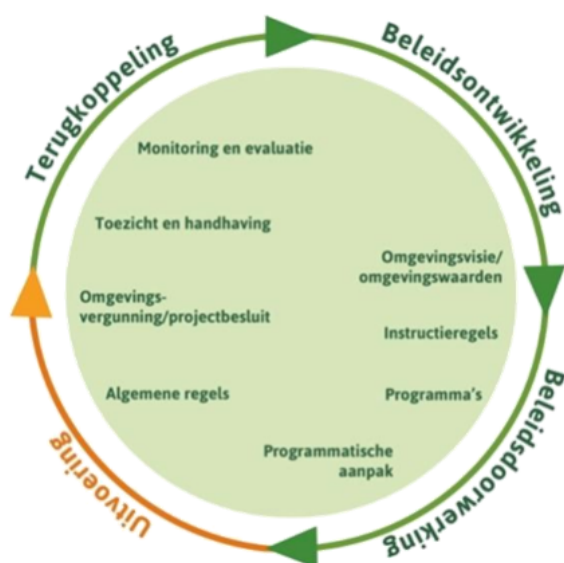 Terugkoppeling
Beleidsontwikkeling
Monitoring en evaluatie
Toezicht en handhaving
Omgevingsvisie/
omgevingswaarden
Omgevings-
vergunning/projectbesluit
Instructieregels
Algemene regels
Programma's
Programmatische
aanpak
Uitvoering
Beleidsdoorwerking